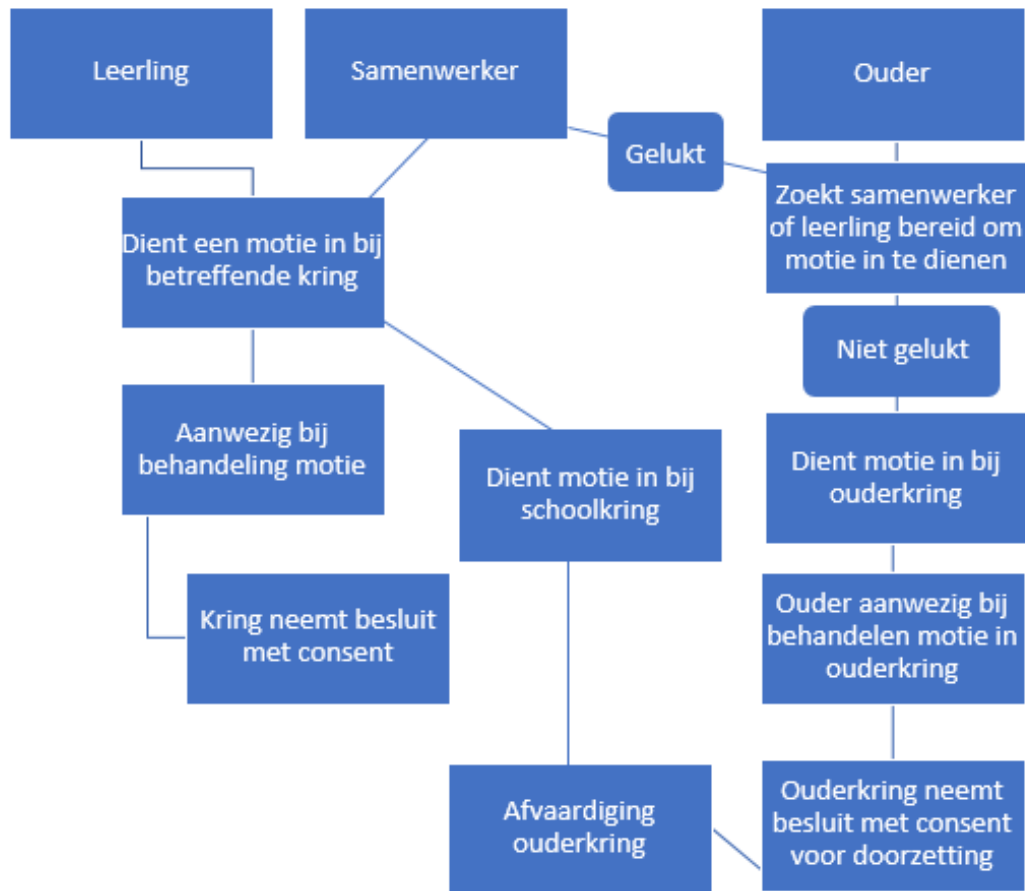 Leerling
Samenwerker
Ouder
Gelukt
Zoekt samenwerker
of leerling bereid om
motie in te dienen
Dient een motie in bij
betreffende kring
Niet gelukt
Aanwezig bij
behandeling motie
Dient motie in bij
schoolkring
Dient motie in bij
ouderkring
Kring neemt besluit
met consent
Ouder aanwezig bij
behandelen motie in
ouderkring
Afvaardiging
ouderkring
Ouderkring neemt
besluit met consent
voor doorzetting